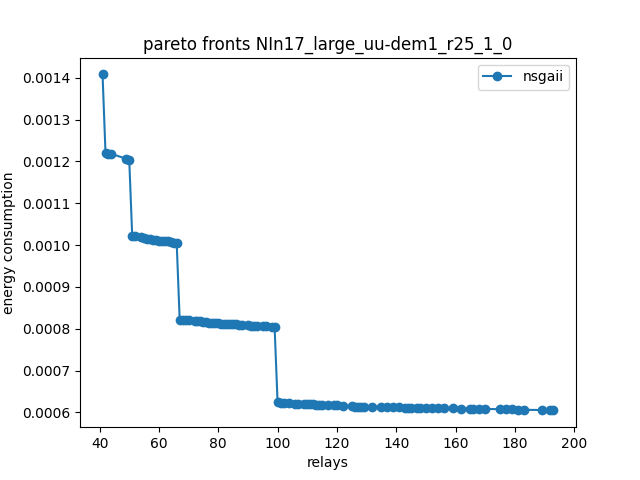 pareto fronts NIn17_large_uu-dem1_r25_1_0
nsgaii
energy consumption
0.0014
0.0013
0.0012
0.0011
0.0010
0.0009
0.0008
0.0007
0.0006
40 60 80 100 120 140 160 180 200
relays